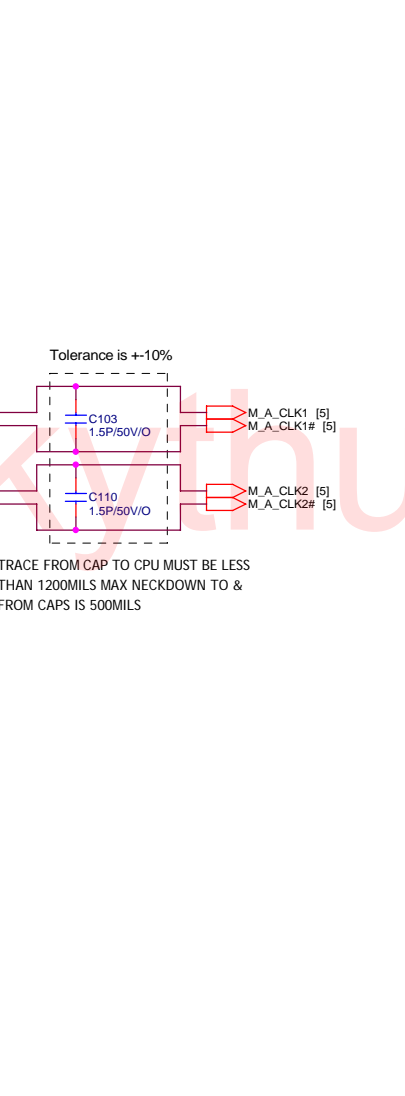 Tolerance is +-10%
C103
1.5P/50V/O
M_A_CLK1 [5]
M_A_CLK1# [5]
C110
1.5P/50V/O
M_A_CLK2 [5]
M_A_CLK2# [5]
TRACE FROM CAP TO CPU MUST BE LESS
THAN 1200MILS MAX NECKDOWN TO &
FROM CAPS IS 500MILS
kythu